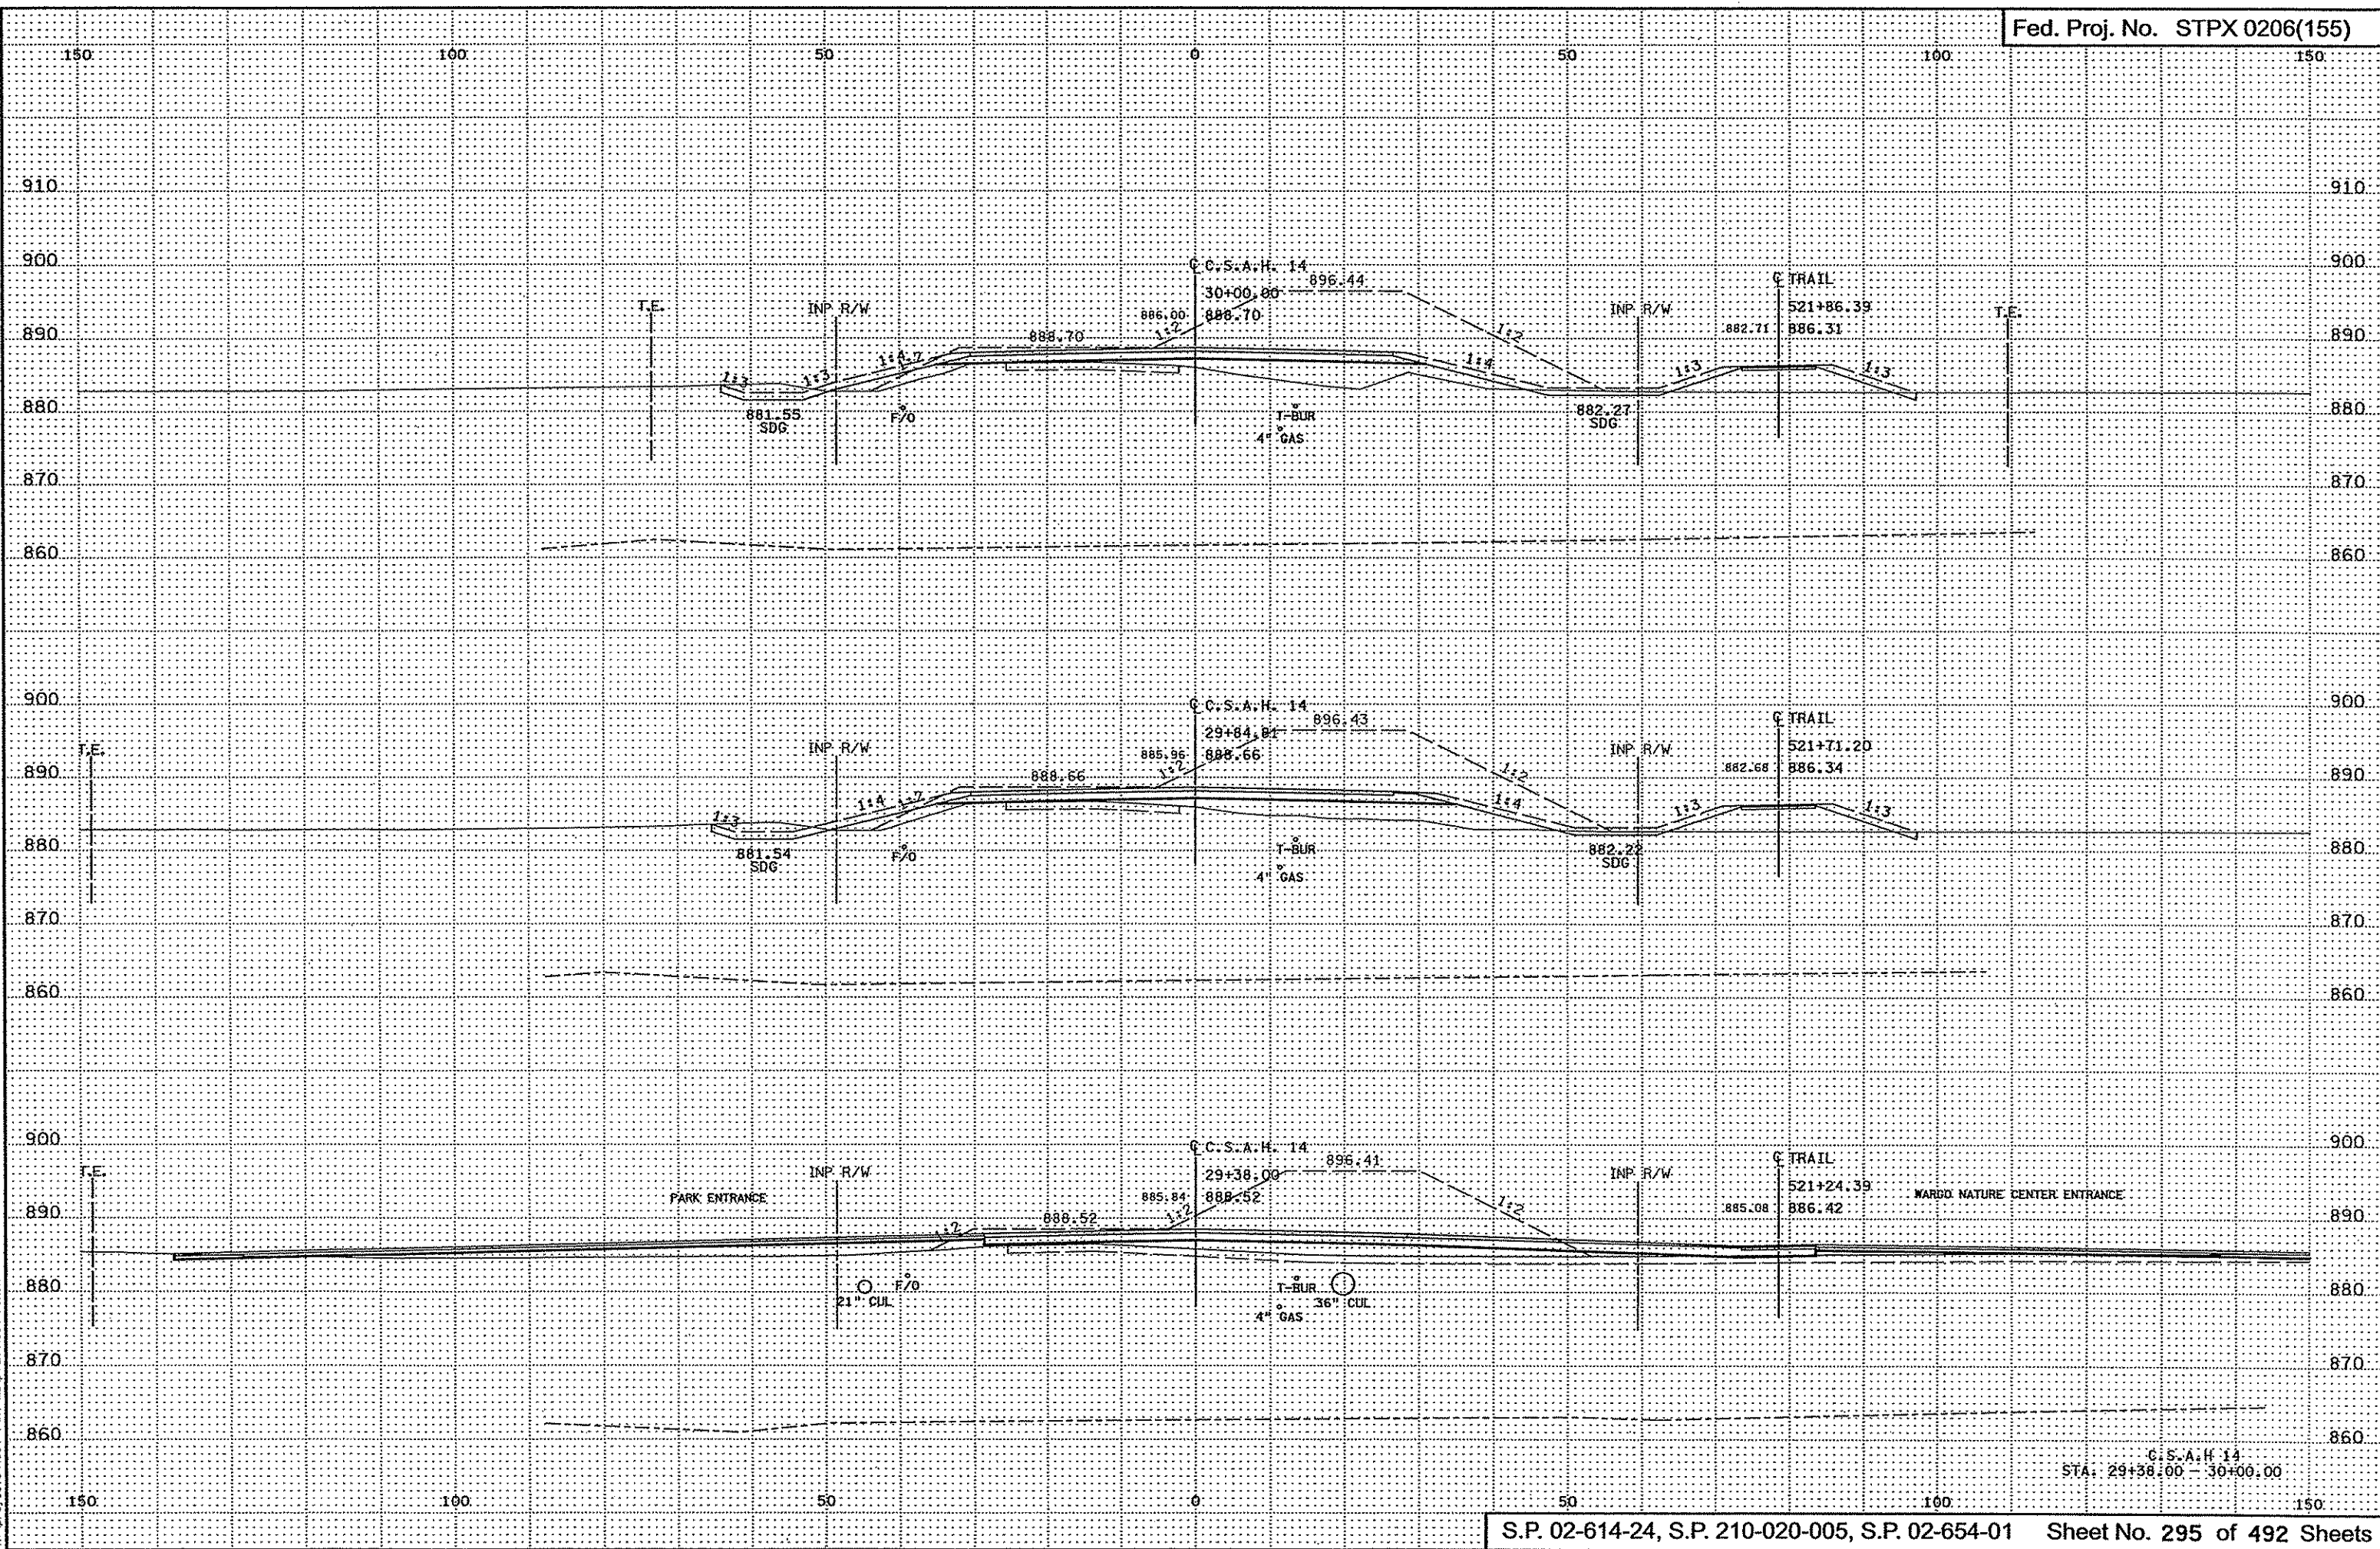 Fed. Proj. No. STPX 0206(155)
150 100 50 0 50 100 150
910 910
900 900
℄ C.S.A.H. 14
896.44
℄ TRAIL
T.E. INP R/W 30+00.00 INP R/W 521+86.39 T.E.
890 886.00 888.70 882.71 886.31 890
888.70 1:2 1:2
1:4.7 1:4 1:3 1:3
1:3 1:3
880 881.55 F/O T-BUR 882.27 880
SDG 4" GAS SDG
870 870
860 860
900 900
℄ C.S.A.H. 14
896.43
℄ TRAIL
T.E. INP R/W 29+84.81 INP R/W 521+71.20
890 885.95 888.66 882.68 886.34 890
888.66 1:2 1:2
1:3 1:4 1:2 1:4 1:3 1:3
880 881.54 F/O T-BUR 882.22 880
SDG 4" GAS SDG
870 870
860 860
900 900
℄ C.S.A.H. 14
896.41
℄ TRAIL
T.E. INP R/W 29+38.00 INP R/W 521+24.39
PARK ENTRANCE WARGO NATURE CENTER ENTRANCE
890 885.84 888.52 885.08 886.42 890
1:2 888.52 1:2 1:2
880 21" CUL F/O T-BUR 36" CUL 880
4" GAS
870 870
860 860
C.S.A.H 14
STA. 29+38.00 - 30+00.00
150 100 50 0 50 100 150
S.P. 02-614-24, S.P. 210-020-005, S.P. 02-654-01 Sheet No. 295 of 492 Sheets